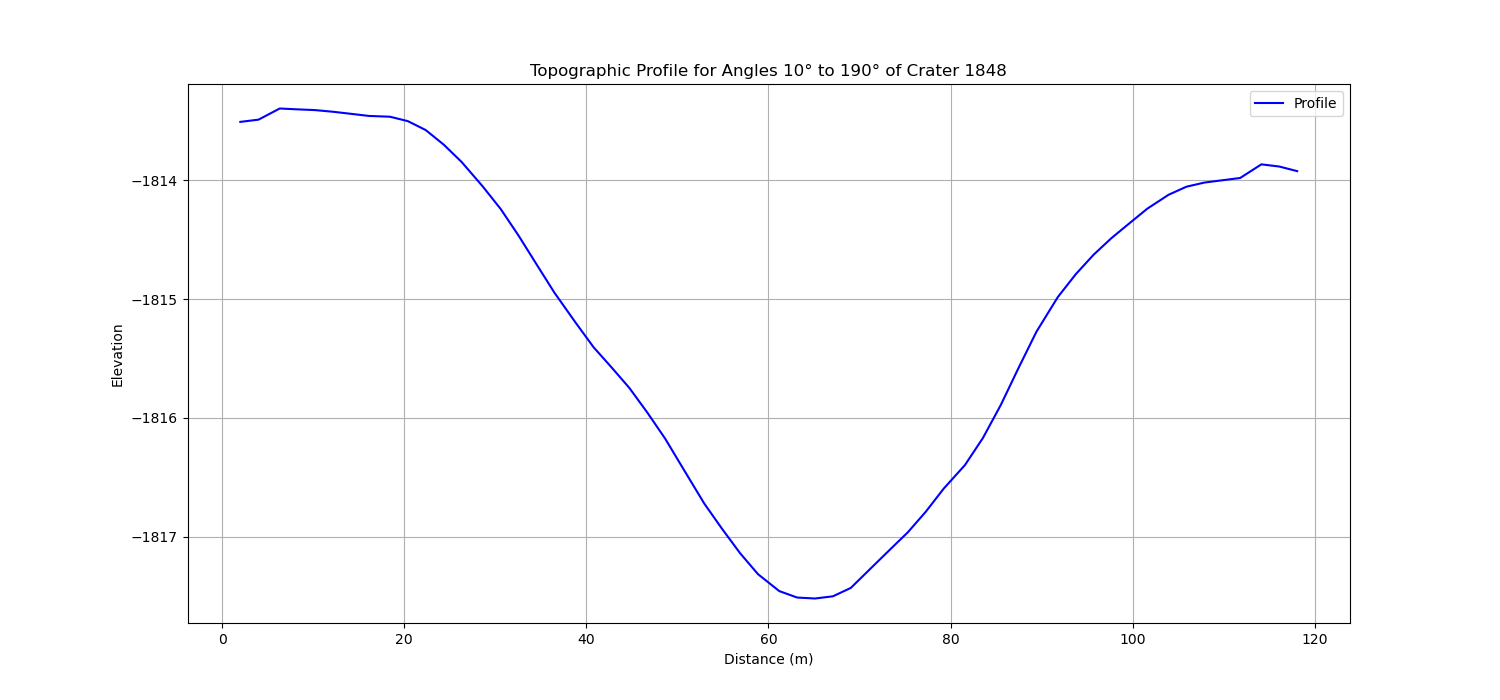 Topographic Profile for Angles 10° to 190° of Crater 1848
Profile
−1814
−1815
−1816
−1817
Elevation
0 20 40 60 80 100 120
Distance (m)